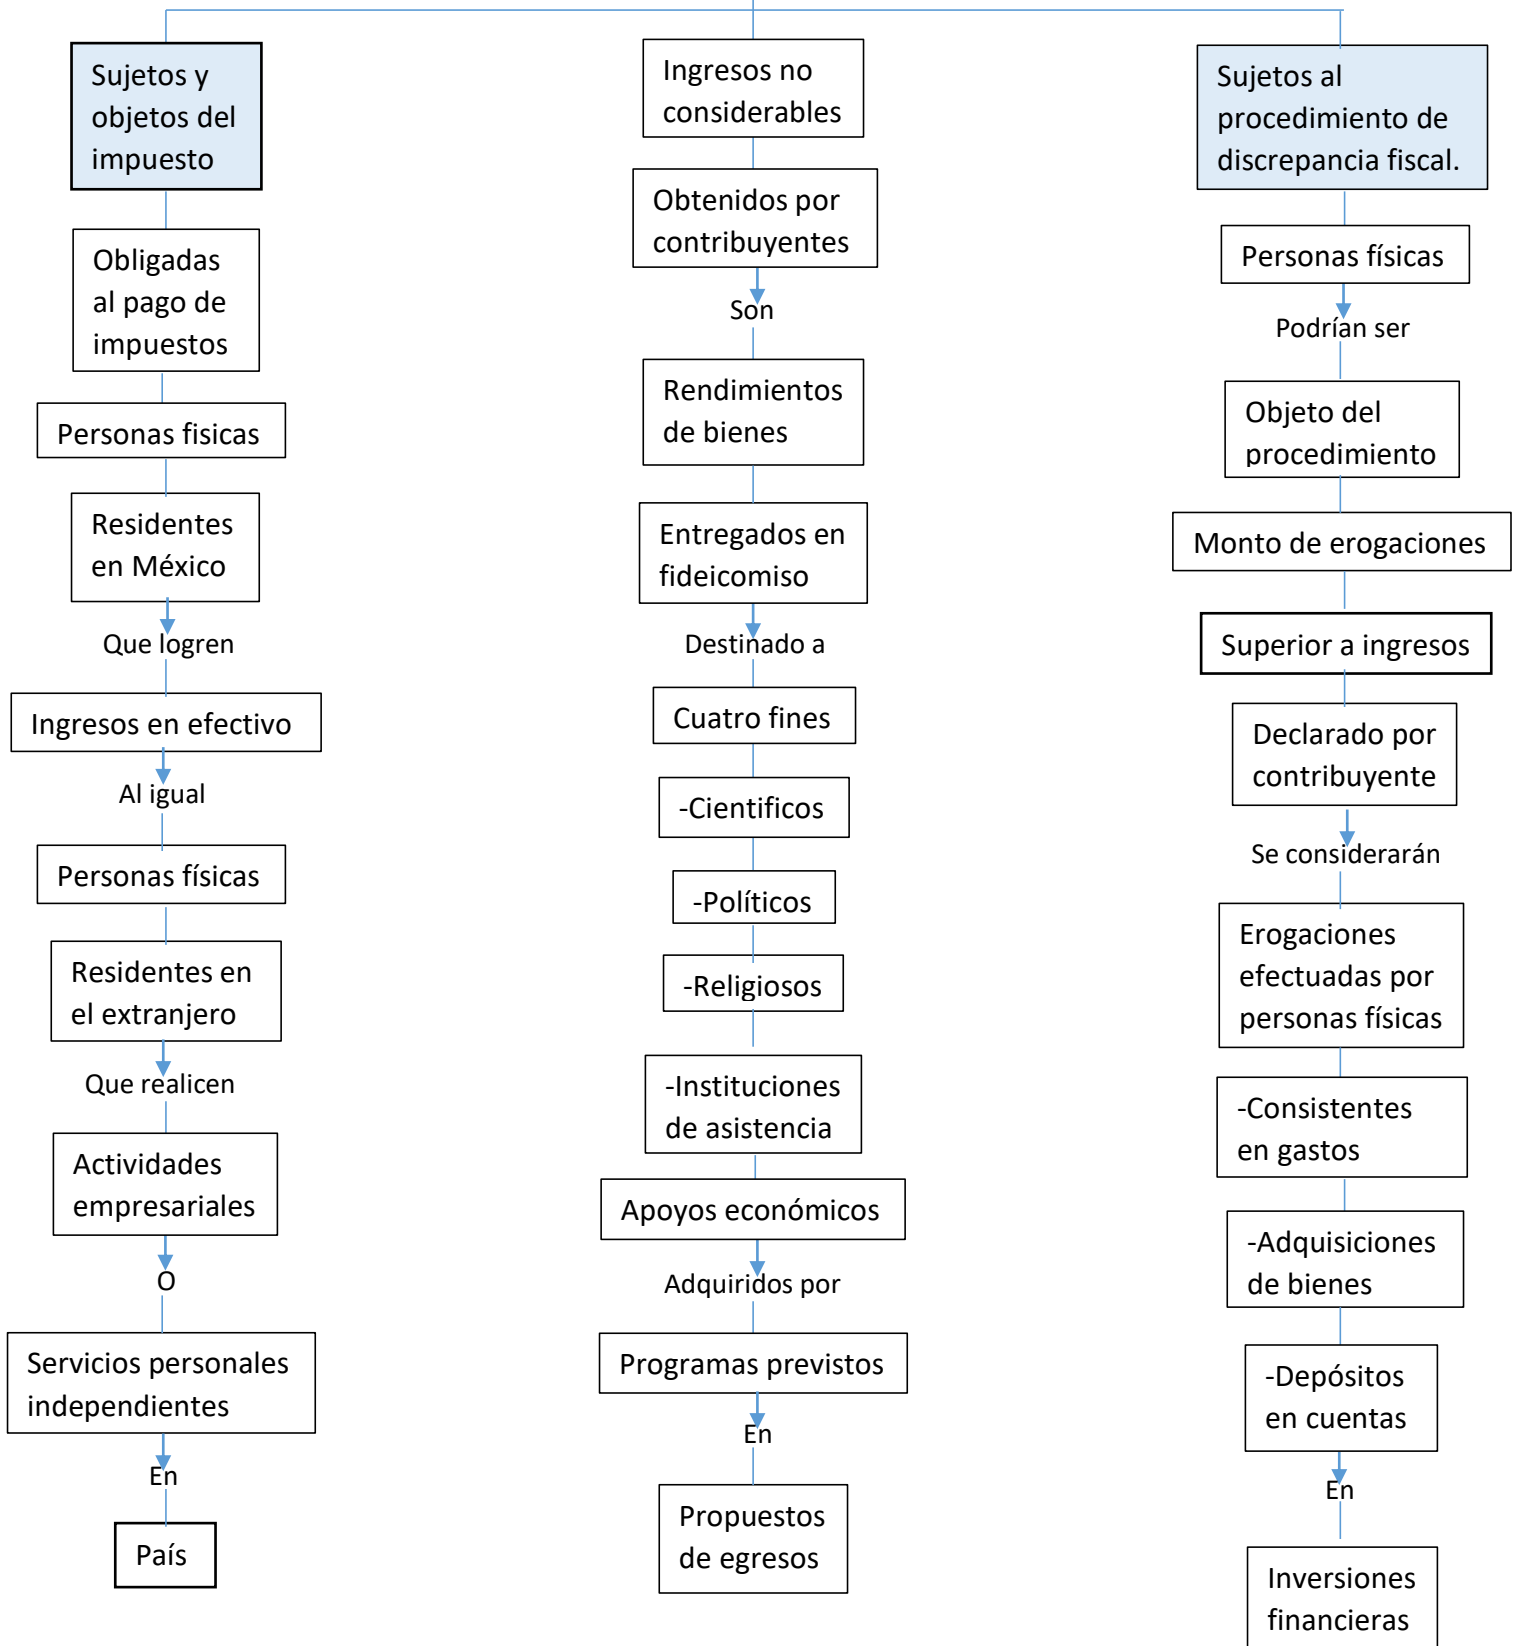 Sujetos y
objetos del
impuesto
Obligadas
al pago de
impuestos
Personas fisicas
Residentes
en México
Que logren
Ingresos en efectivo
Al igual
Personas físicas
Residentes en
el extranjero
Que realicen
Actividades
empresariales
O
Servicios personales
independientes
En
País
Ingresos no
considerables
Obtenidos por
contribuyentes
Son
Rendimientos
de bienes
Entregados en
fideicomiso
Destinado a
Cuatro fines
-Cientificos
-Políticos
-Religiosos
-Instituciones
de asistencia
Apoyos económicos
Adquiridos por
Programas previstos
En
Propuestos
de egresos
Sujetos al
procedimiento de
discrepancia fiscal.
Personas físicas
Podrían ser
Objeto del
procedimiento
Monto de erogaciones
Superior a ingresos
Declarado por
contribuyente
Se considerarán
Erogaciones
efectuadas por
personas físicas
-Consistentes
en gastos
-Adquisiciones
de bienes
-Depósitos
en cuentas
En
Inversiones
financieras